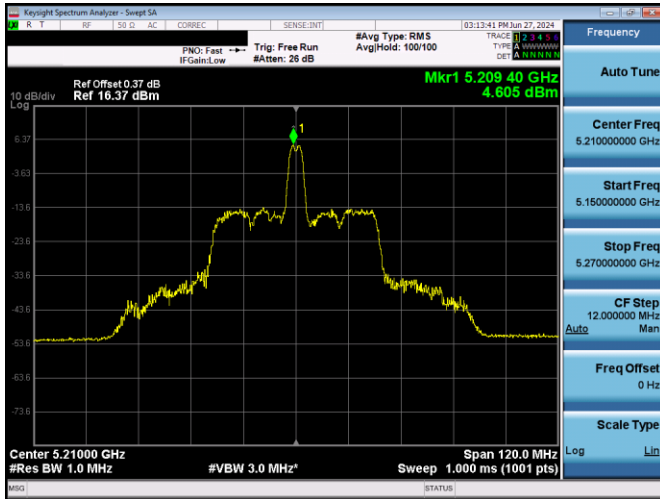 Keysight Spectrum Analyzer - Swept SA
R T RF 50 Ω AC CORREC SENSE:INT 03:13:41 PM Jun 27, 2024
#Avg Type: RMS TRACE 1 2 3 4 5 6
PNO: Fast Trig: Free Run Avg|Hold: 100/100 TYPE A WWWWW
IFGain:Low #Atten: 26 dB DET A N N N N N
Mkr1 5.209 40 GHz
4.605 dBm
Ref Offset 0.37 dB
10 dB/div Ref 16.37 dBm
Log
1
6.37
-3.63
-13.6
-23.6
-33.6
-43.6
-53.6
-63.6
-73.6
Center 5.21000 GHz Span 120.0 MHz
#Res BW 1.0 MHz #VBW 3.0 MHz* Sweep 1.000 ms (1001 pts)
MSG STATUS
Frequency
Auto Tune
Center Freq
5.210000000 GHz
Start Freq
5.150000000 GHz
Stop Freq
5.270000000 GHz
CF Step
12.000000 MHz
Auto Man
Freq Offset
0 Hz
Scale Type
Log Lin